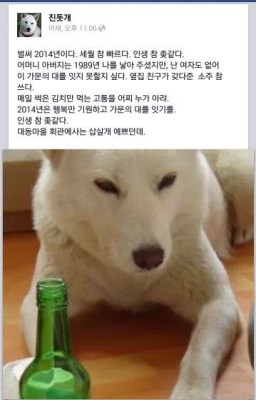 진돗개
어제, 오후 11:06
벌써 2014년이다. 세월 참 빠르다. 인생 참 좆같다.
어머니 아버지는 1989년 나를 낳아 주셨지만, 난 여자도 없어
이 가문의 대를 잇지 못할지 싶다. 옆집 친구가 갖다준 소주 참
쓰다.
매일 썩은 김치만 먹는 고통을 어찌 누가 아랴.
2014년은 행복만 기원하고 가문의 대를 잇기를.
인생 참 좆같다.
대동마을 회관에사는 삽살개 예쁘던데.